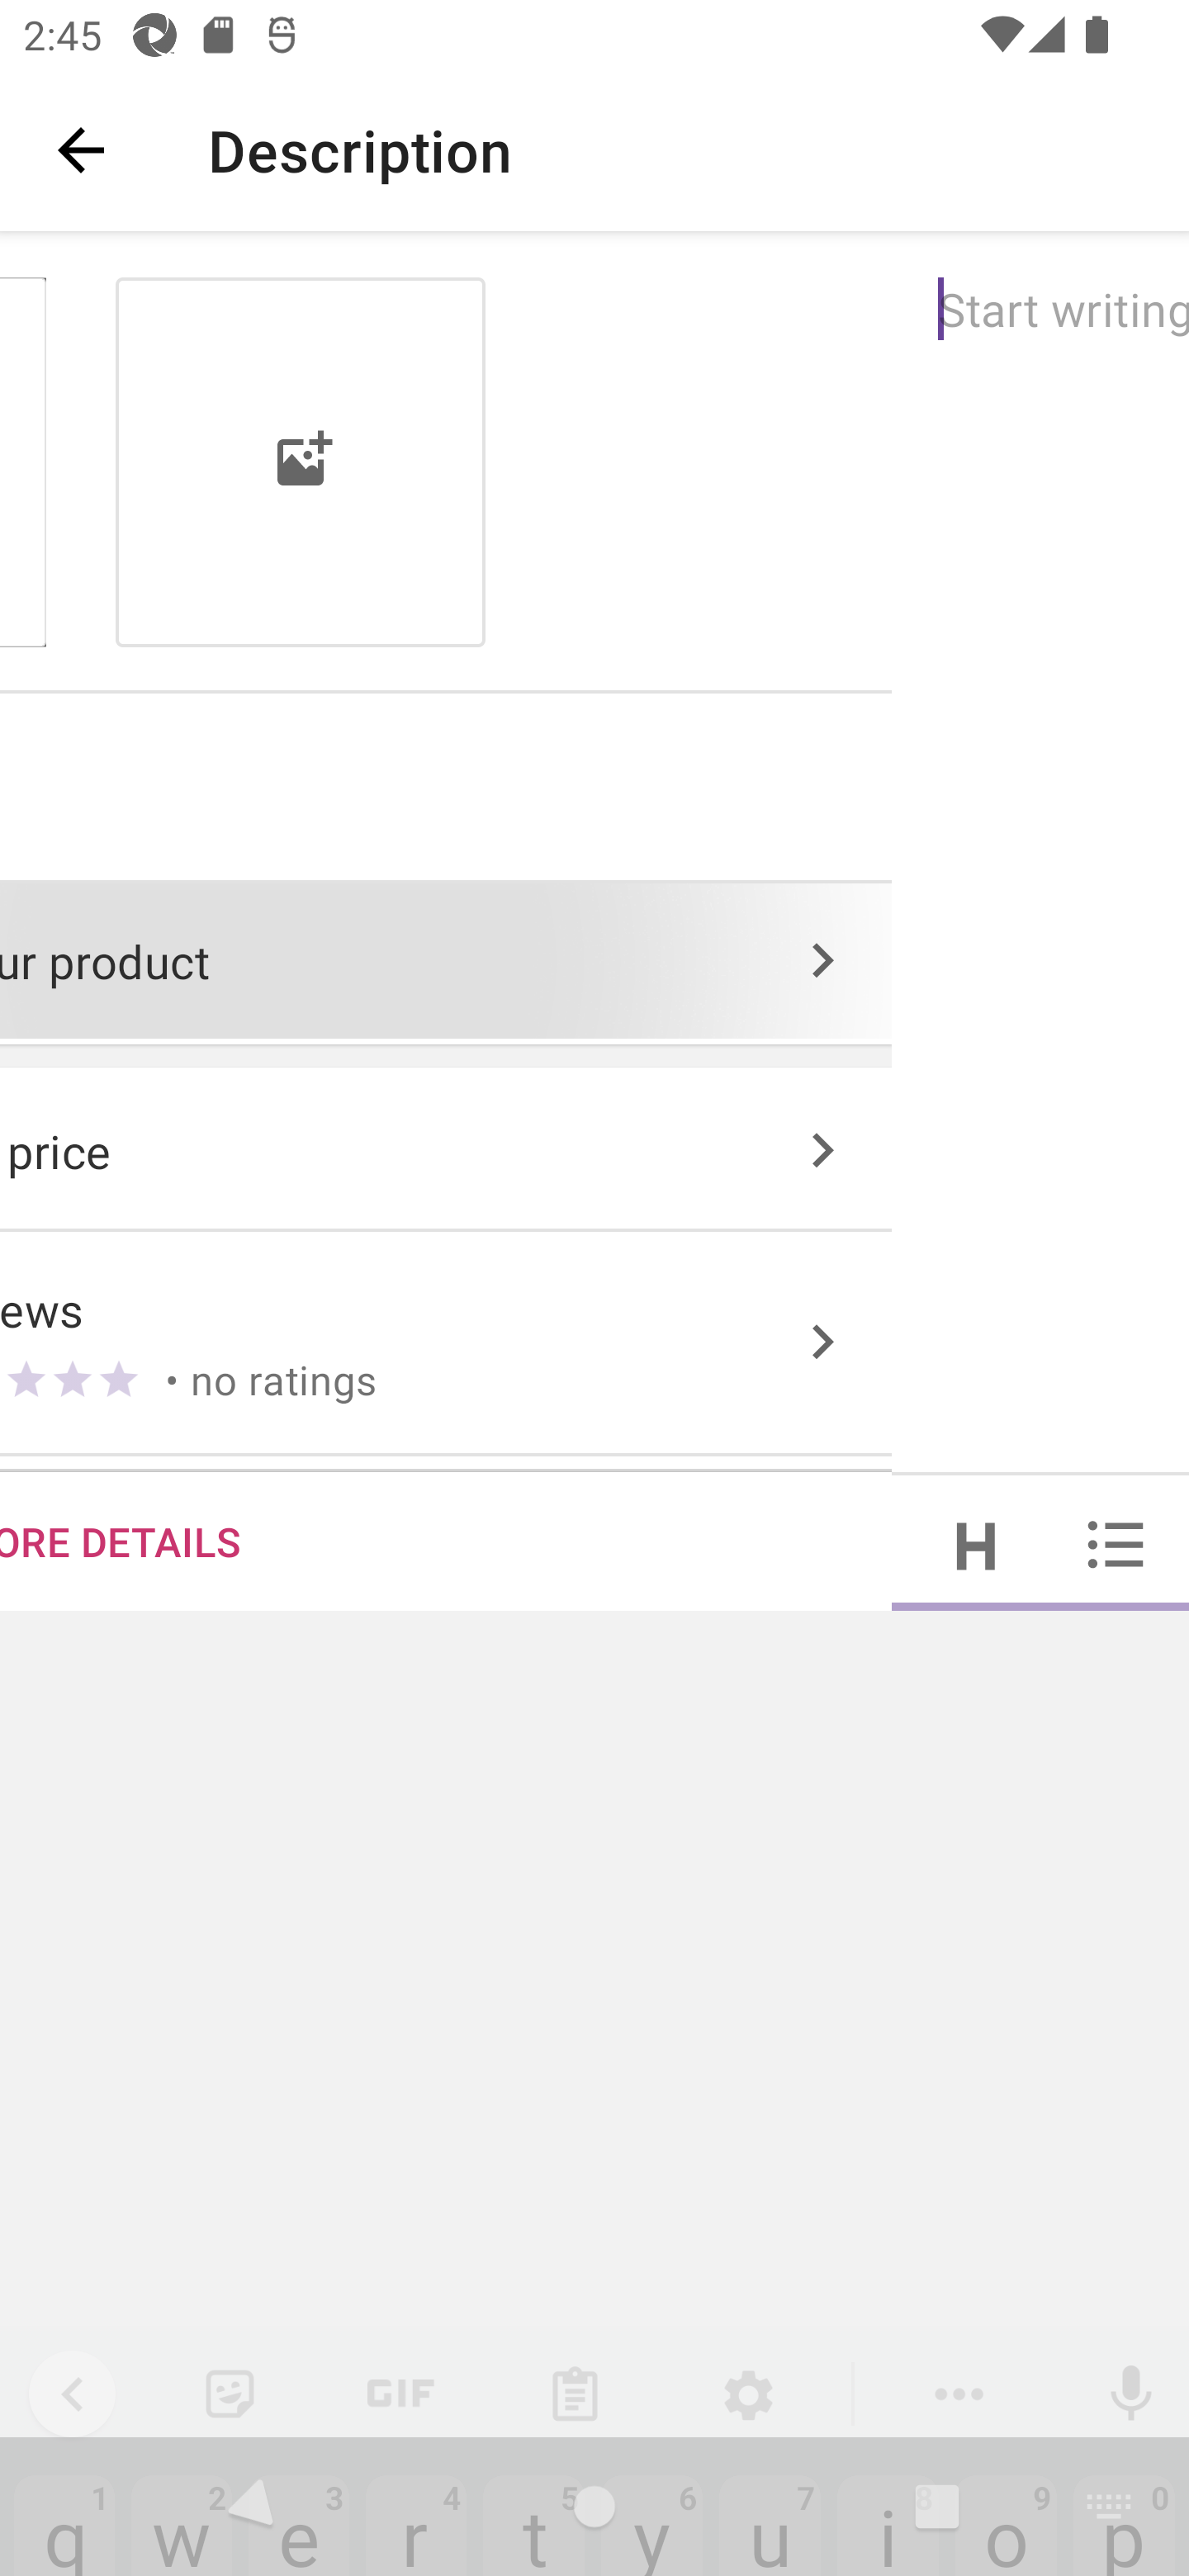 2:45
Description
Start writing
ur product
price
ews
• no ratings
ORE DETAILS
H
GIF
1 2 3 4 5 6 7 8 9 0
q w e r t y u i o p